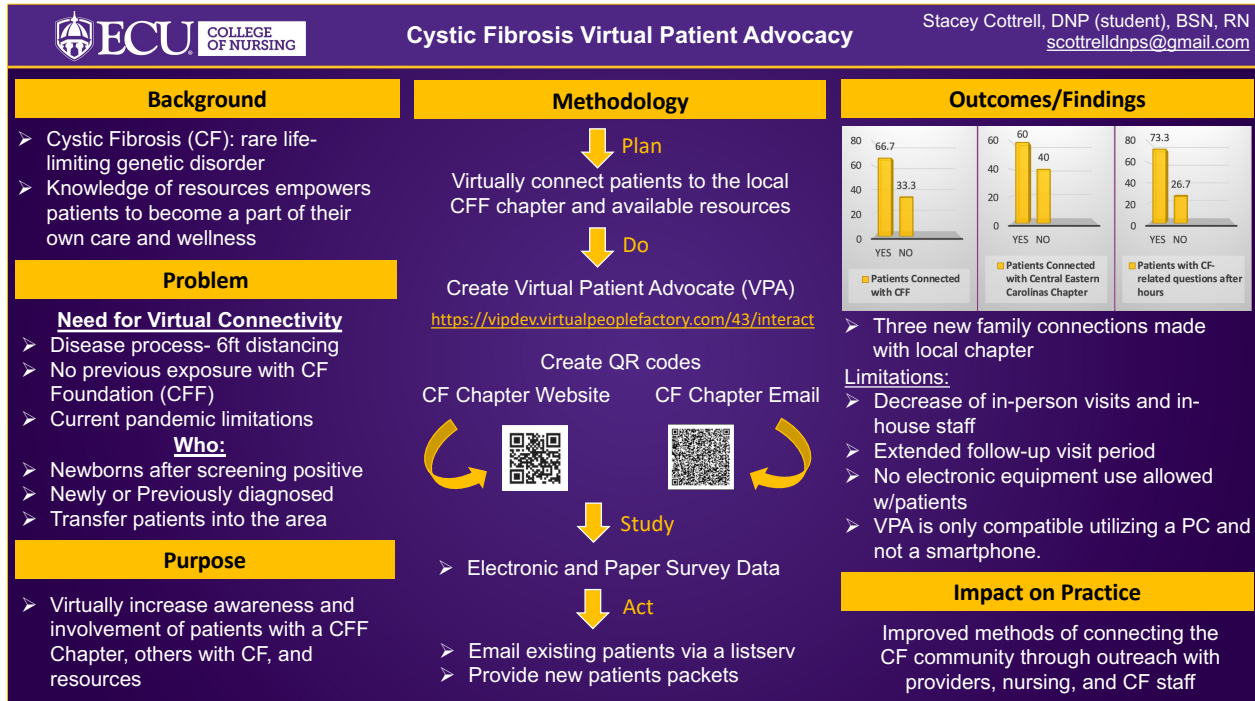 ECU COLLEGE
OF NURSING
Cystic Fibrosis Virtual Patient Advocacy
Stacey Cottrell, DNP (student), BSN, RN
scottrelldnps@gmail.com
Background
➢ Cystic Fibrosis (CF): rare life-
limiting genetic disorder
➢ Knowledge of resources empowers
patients to become a part of their
own care and wellness
Problem
Need for Virtual Connectivity
➢ Disease process- 6ft distancing
➢ No previous exposure with CF
Foundation (CFF)
➢ Current pandemic limitations
Who:
➢ Newborns after screening positive
➢ Newly or Previously diagnosed
➢ Transfer patients into the area
Purpose
➢ Virtually increase awareness and
involvement of patients with a CFF
Chapter, others with CF, and
resources
Methodology
Plan
Virtually connect patients to the local
CFF chapter and available resources
Do
Create Virtual Patient Advocate (VPA)
https://vipdev.virtualpeoplefactory.com/43/interact
Create QR codes
CF Chapter Website CF Chapter Email
Study
➢ Electronic and Paper Survey Data
Act
➢ Email existing patients via a listserv
➢ Provide new patients packets
Outcomes/Findings
80
60
40
20
0
66.7
33.3
YES NO
Patients Connected
with CFF
60
40
20
0
60
40
YES NO
Patients Connected
with Central Eastern
Carolinas Chapter
80
60
40
20
0
73.3
26.7
YES NO
Patients with CF-
related questions after
hours
➢ Three new family connections made
with local chapter
Limitations:
➢ Decrease of in-person visits and in-
house staff
➢ Extended follow-up visit period
➢ No electronic equipment use allowed
w/patients
➢ VPA is only compatible utilizing a PC and
not a smartphone.
Impact on Practice
Improved methods of connecting the
CF community through outreach with
providers, nursing, and CF staff